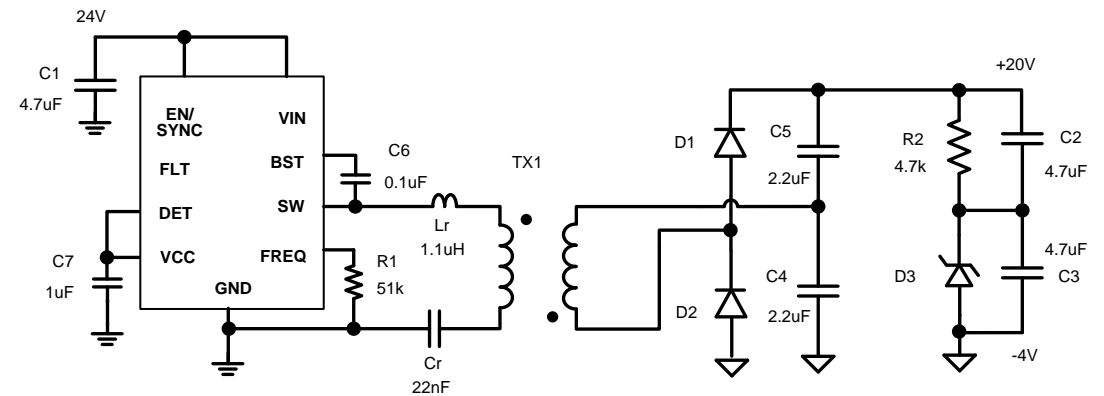 24V
C1
4.7uF
EN/
SYNC
VIN
FLT
BST
DET
SW
VCC
FREQ
GND
C7
1uF
C6
0.1uF
Lr
1.1uH
R1
51k
Cr
22nF
TX1
D1
D2
C5
2.2uF
C4
2.2uF
+20V
R2
4.7k
C2
4.7uF
D3
4.7uF
C3
-4V